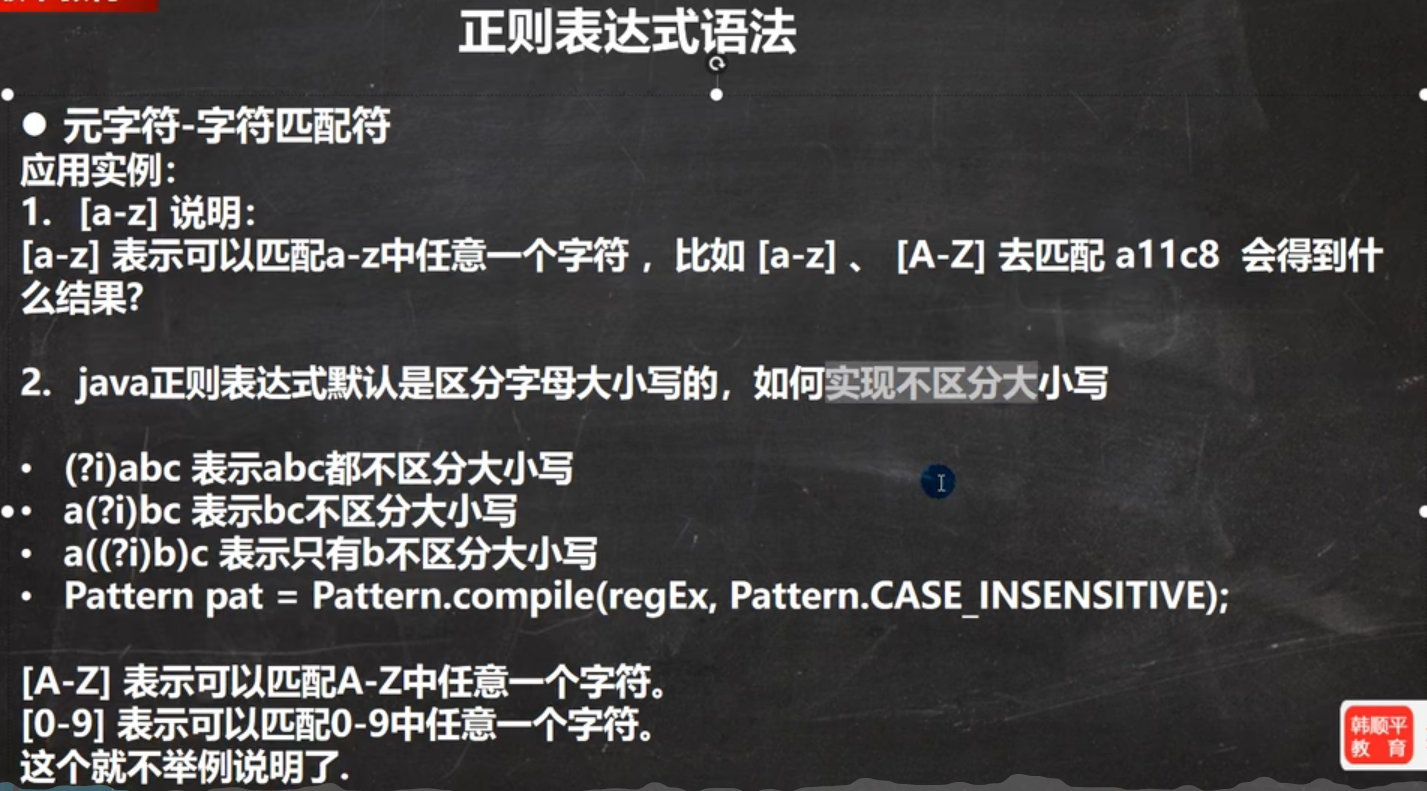 正则表达式语法
● 元字符-字符匹配符
应用实例：
1. [a-z] 说明：
[a-z] 表示可以匹配a-z中任意一个字符 ，比如 [a-z] 、 [A-Z] 去匹配 a11c8 会得到什
么结果?
2. java正则表达式默认是区分字母大小写的，如何实现不区分大小写
• (?i)abc 表示abc都不区分大小写
• a(?i)bc 表示bc不区分大小写
• a((?i)b)c 表示只有b不区分大小写
• Pattern pat = Pattern.compile(regEx, Pattern.CASE_INSENSITIVE);
[A-Z] 表示可以匹配A-Z中任意一个字符。
[0-9] 表示可以匹配0-9中任意一个字符。
这个就不举例说明了.
韩顺平
教 育